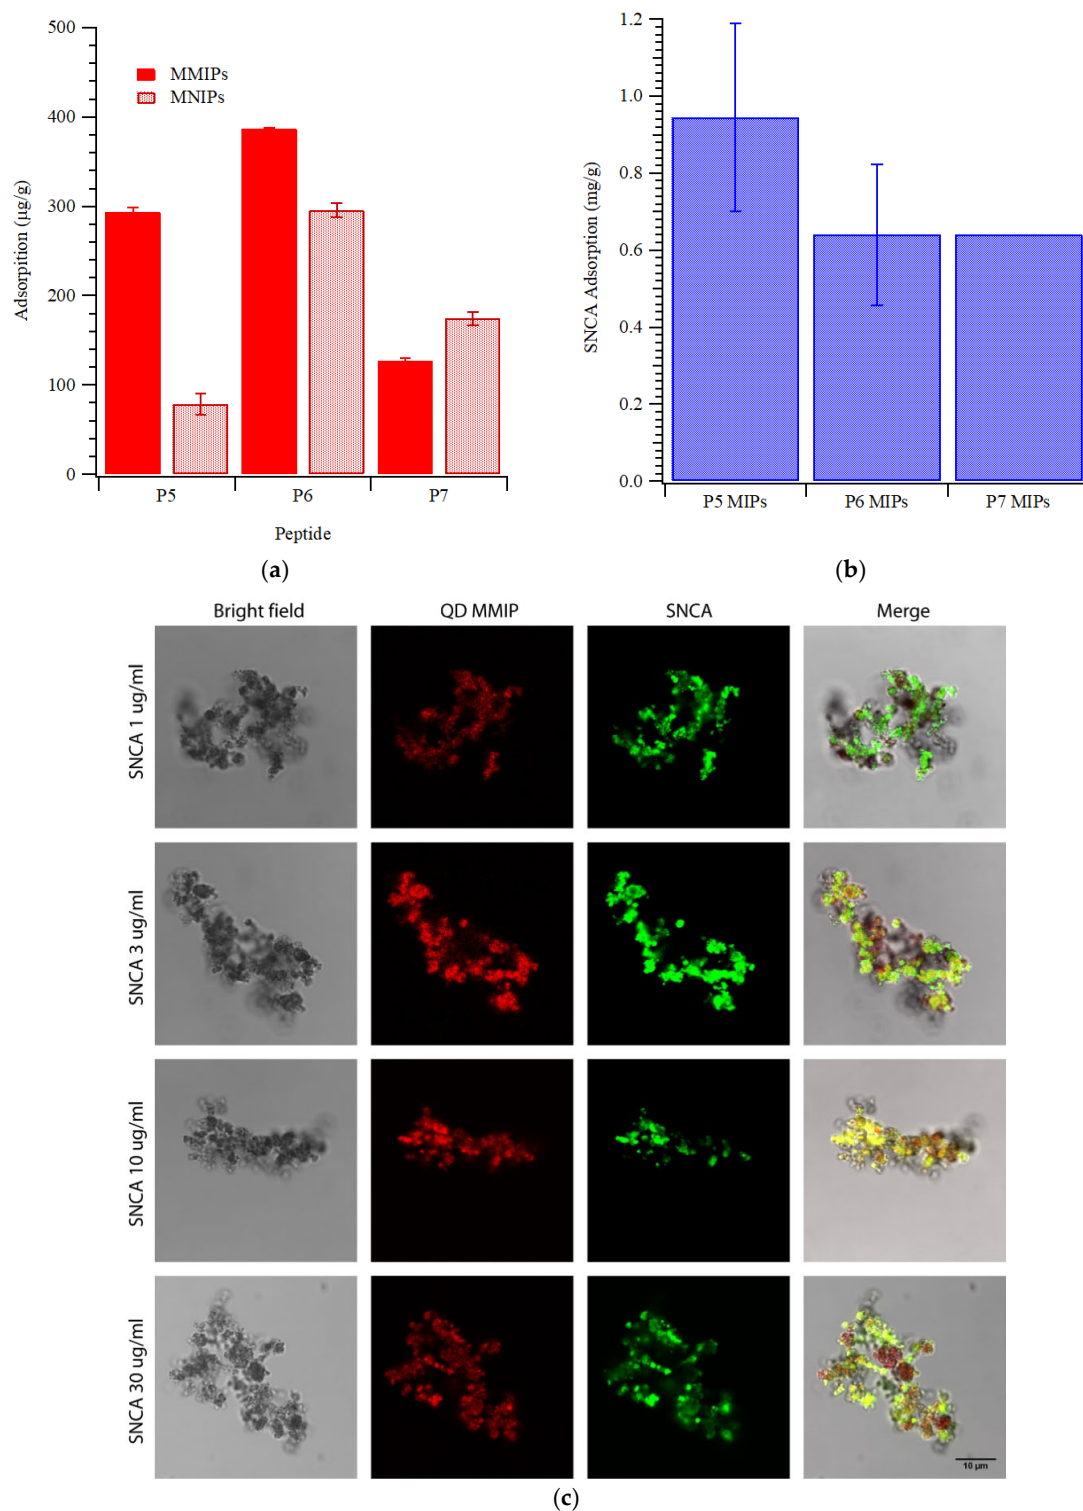 500
400
300
200
100
0
Adsorpition (µg/g)
MMIPs
MNIPs
P5 P6 P7
Peptide
(a)
1.2
1.0
0.8
0.6
0.4
0.2
0.0
SNCA Adsorption (mg/g)
P5 MIPs P6 MIPs P7 MIPs
(b)
Bright field QD MMIP SNCA Merge
SNCA 1 ug/ml
SNCA 3 ug/ml
SNCA 10 ug/ml
SNCA 30 ug/ml
10 µm
(c)